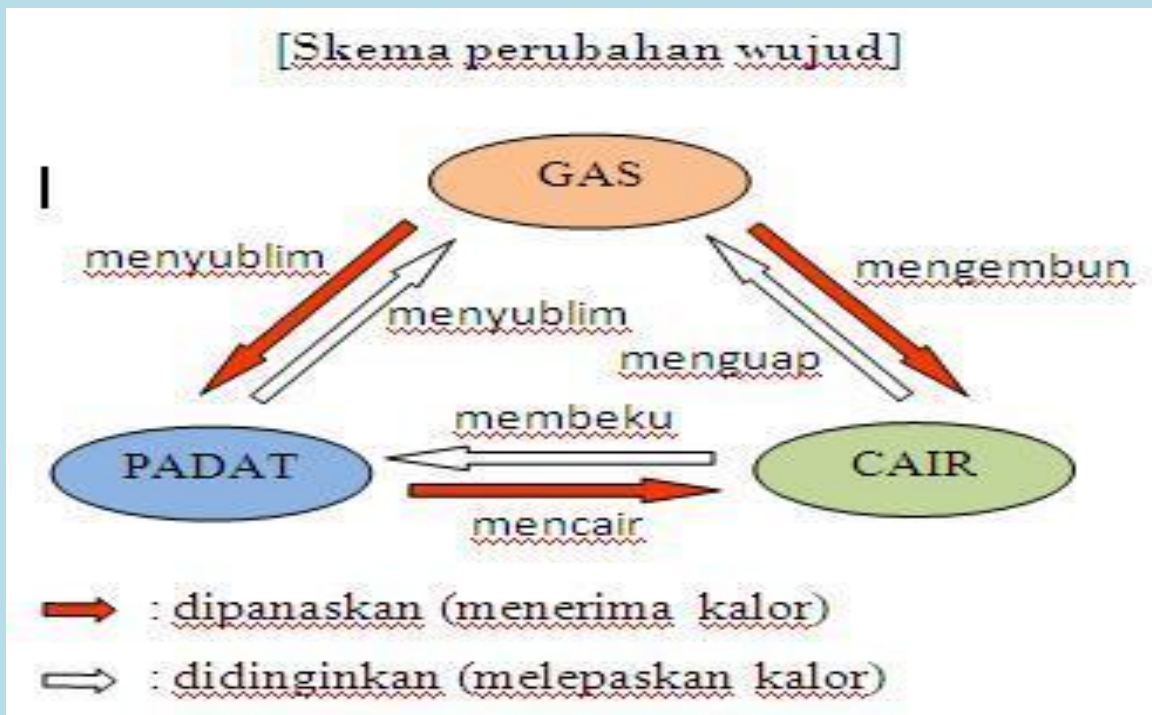 [Skema perubahan wujud]
GAS
menyublim
mengembun
menyublim
menguap
membeku
PADAT
CAIR
mencair
: dipanaskan (menerima kalor)
: didinginkan (melepaskan kalor)